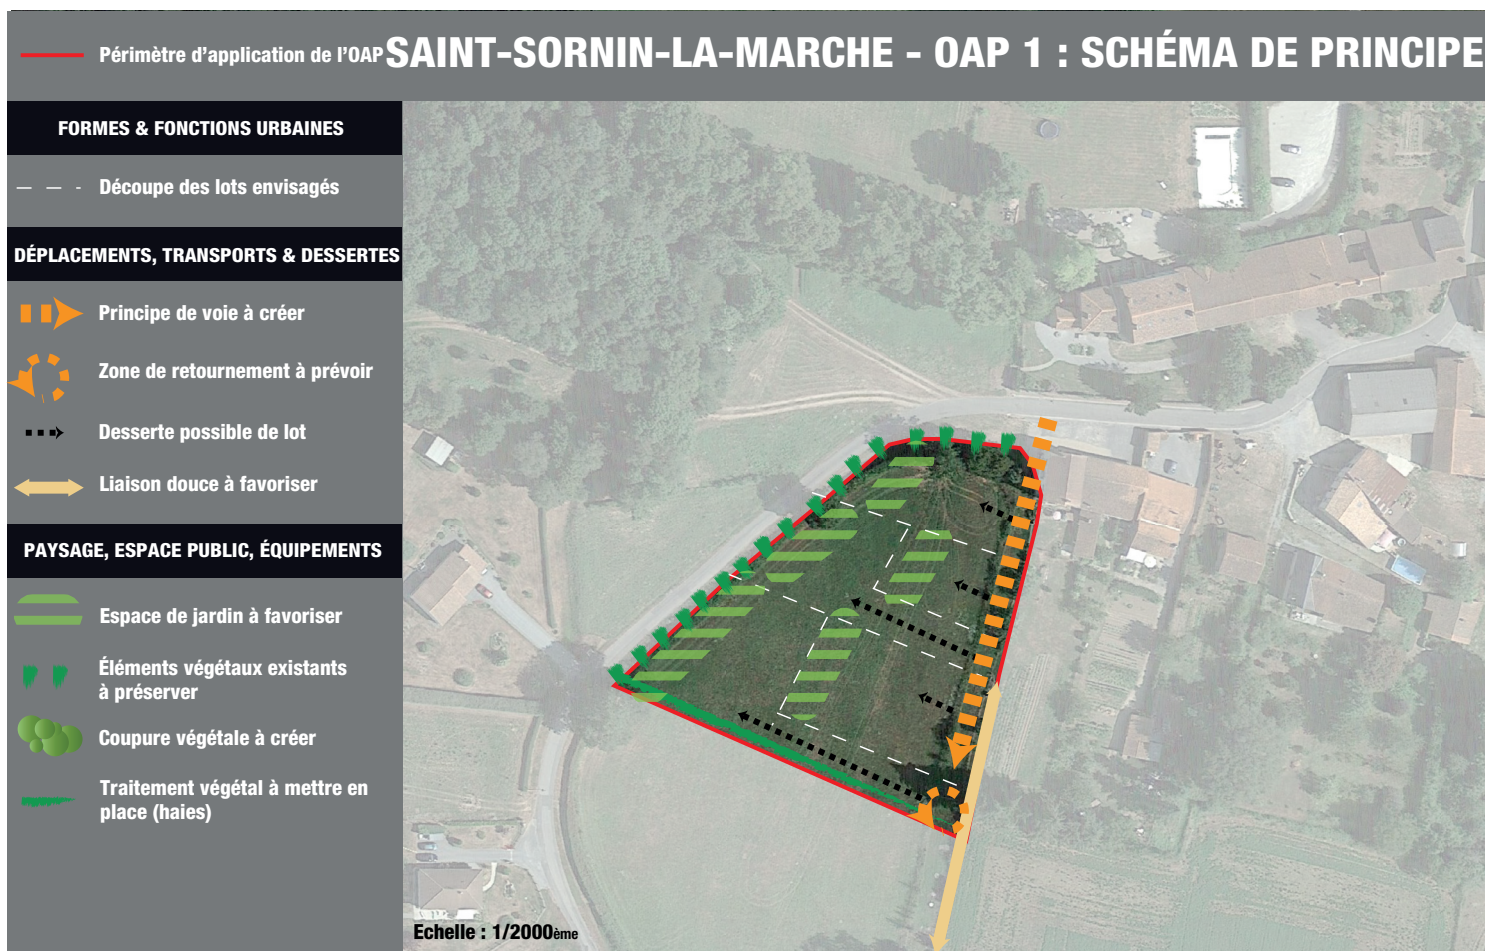 Périmètre d'application de l'OAP
SAINT-SORNIN-LA-MARCHE - OAP 1 : SCHÉMA DE PRINCIPE
FORMES & FONCTIONS URBAINES
Découpe des lots envisagés
DÉPLACEMENTS, TRANSPORTS & DESSERTES
Principe de voie à créer
Zone de retournement à prévoir
Desserte possible de lot
Liaison douce à favoriser
PAYSAGE, ESPACE PUBLIC, ÉQUIPEMENTS
Espace de jardin à favoriser
Éléments végétaux existants
à préserver
Coupure végétale à créer
Traitement végétal à mettre en
place (haies)
Echelle : 1/2000ème